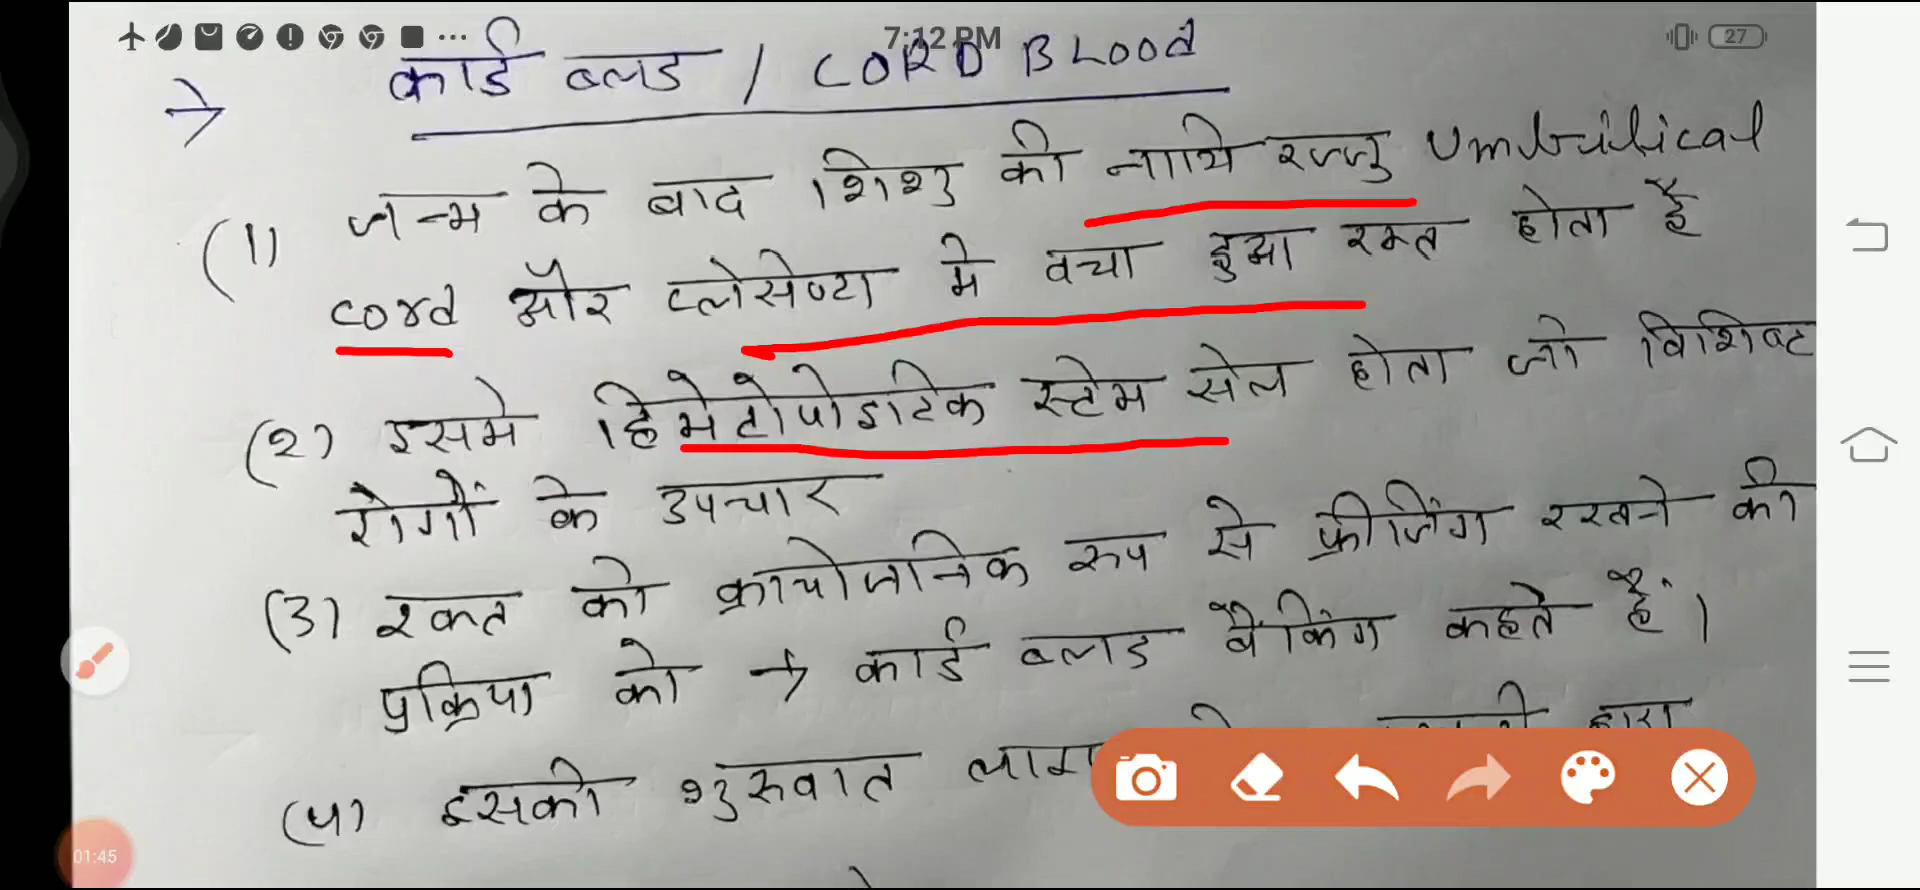 7:12 PM
27
→ कार्ड ब्लड / CORD BLOOd
(1) जन्म के बाद शिशु की नाभि रज्जु Umbilical
cord और प्लेसेण्टा मे बचा हुआ रक्त होता है
(2) इसमे हिमेटोपोइटिक स्टेम सेल होता जो विशिष्ट
रोगों के उपचार
(3) रक्त को क्रायोजनिक रूप से फ्रीजिंग रखने की
प्रक्रिया को → कार्ड ब्लड बैंकिंग कहते हैं।
(4) इसकी शुरुवात
द्वारा
01:45